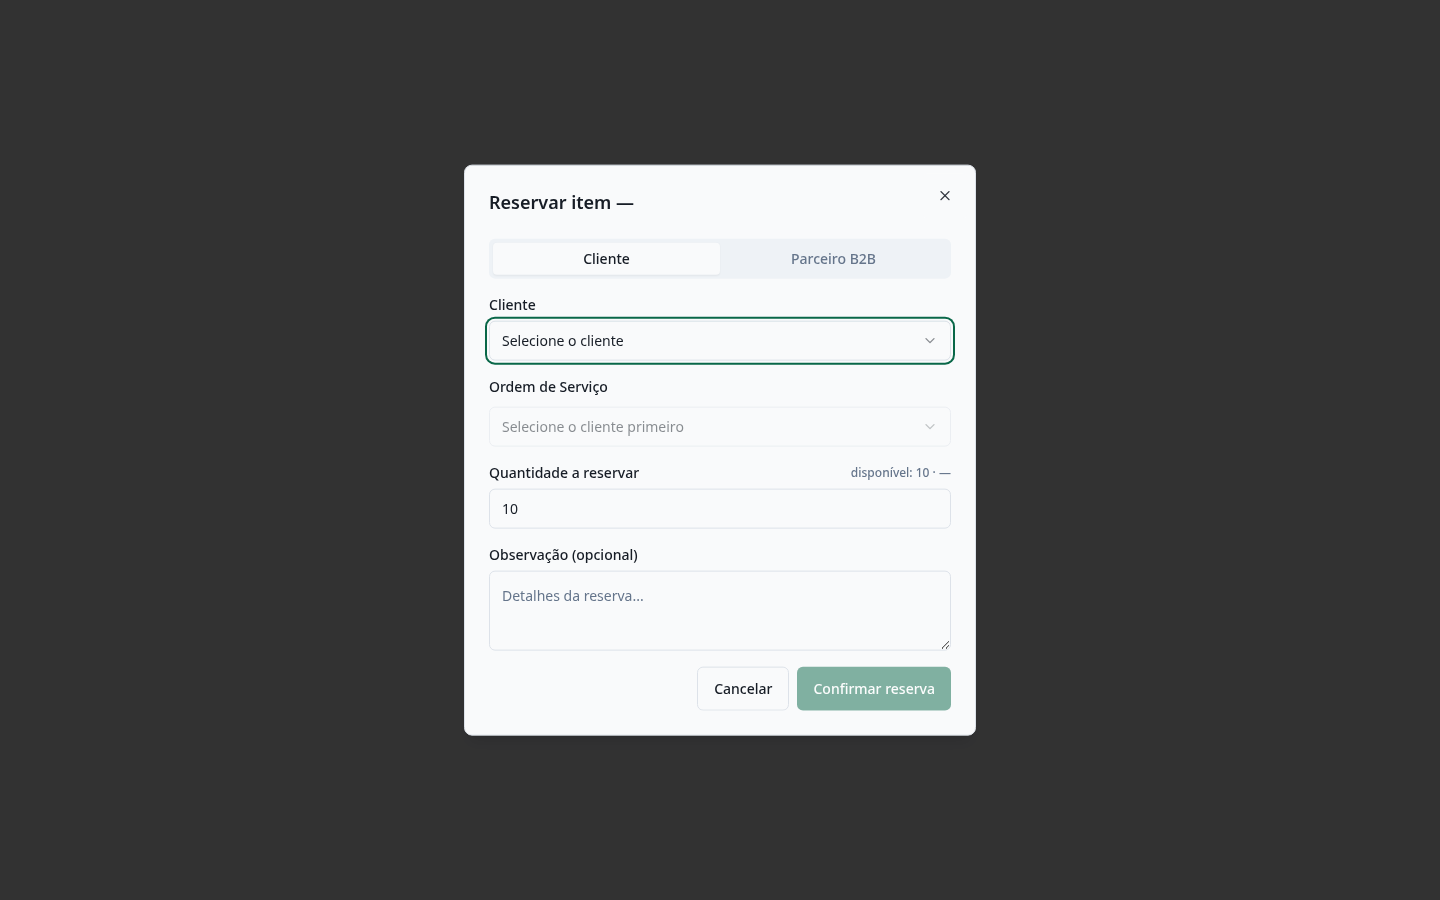 Reservar item —
Cliente
Parceiro B2B
Cliente
Selecione o cliente
Ordem de Serviço
Selecione o cliente primeiro
Quantidade a reservar
disponível: 10 · —
10
Observação (opcional)
Detalhes da reserva...
Cancelar
Confirmar reserva